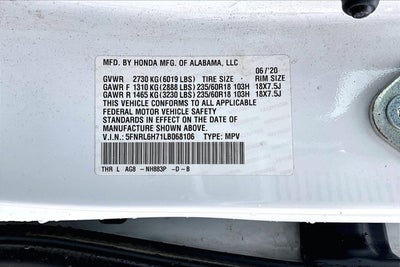 MFD. BY HONDA MFG. OF ALABAMA, LLC
06/'20
GVWR 2730 KG (6019 LBS) TIRE SIZE RIM SIZE
GAWR F 1310 KG (2888 LBS) 235/60R18 103H 18X7.5J
GAWR R 1465 KG (3230 LBS) 235/60R18 103H 18X7.5J
THIS VEHICLE CONFORMS TO ALL APPLICABLE
FEDERAL MOTOR VEHICLE SAFETY
STANDARDS IN EFFECT ON THE DATE OF
MANUFACTURE SHOWN ABOVE.
V.I.N.: 5FNRL6H71LB068106 TYPE: MPV
THR L AG8 -NH883P -D-B